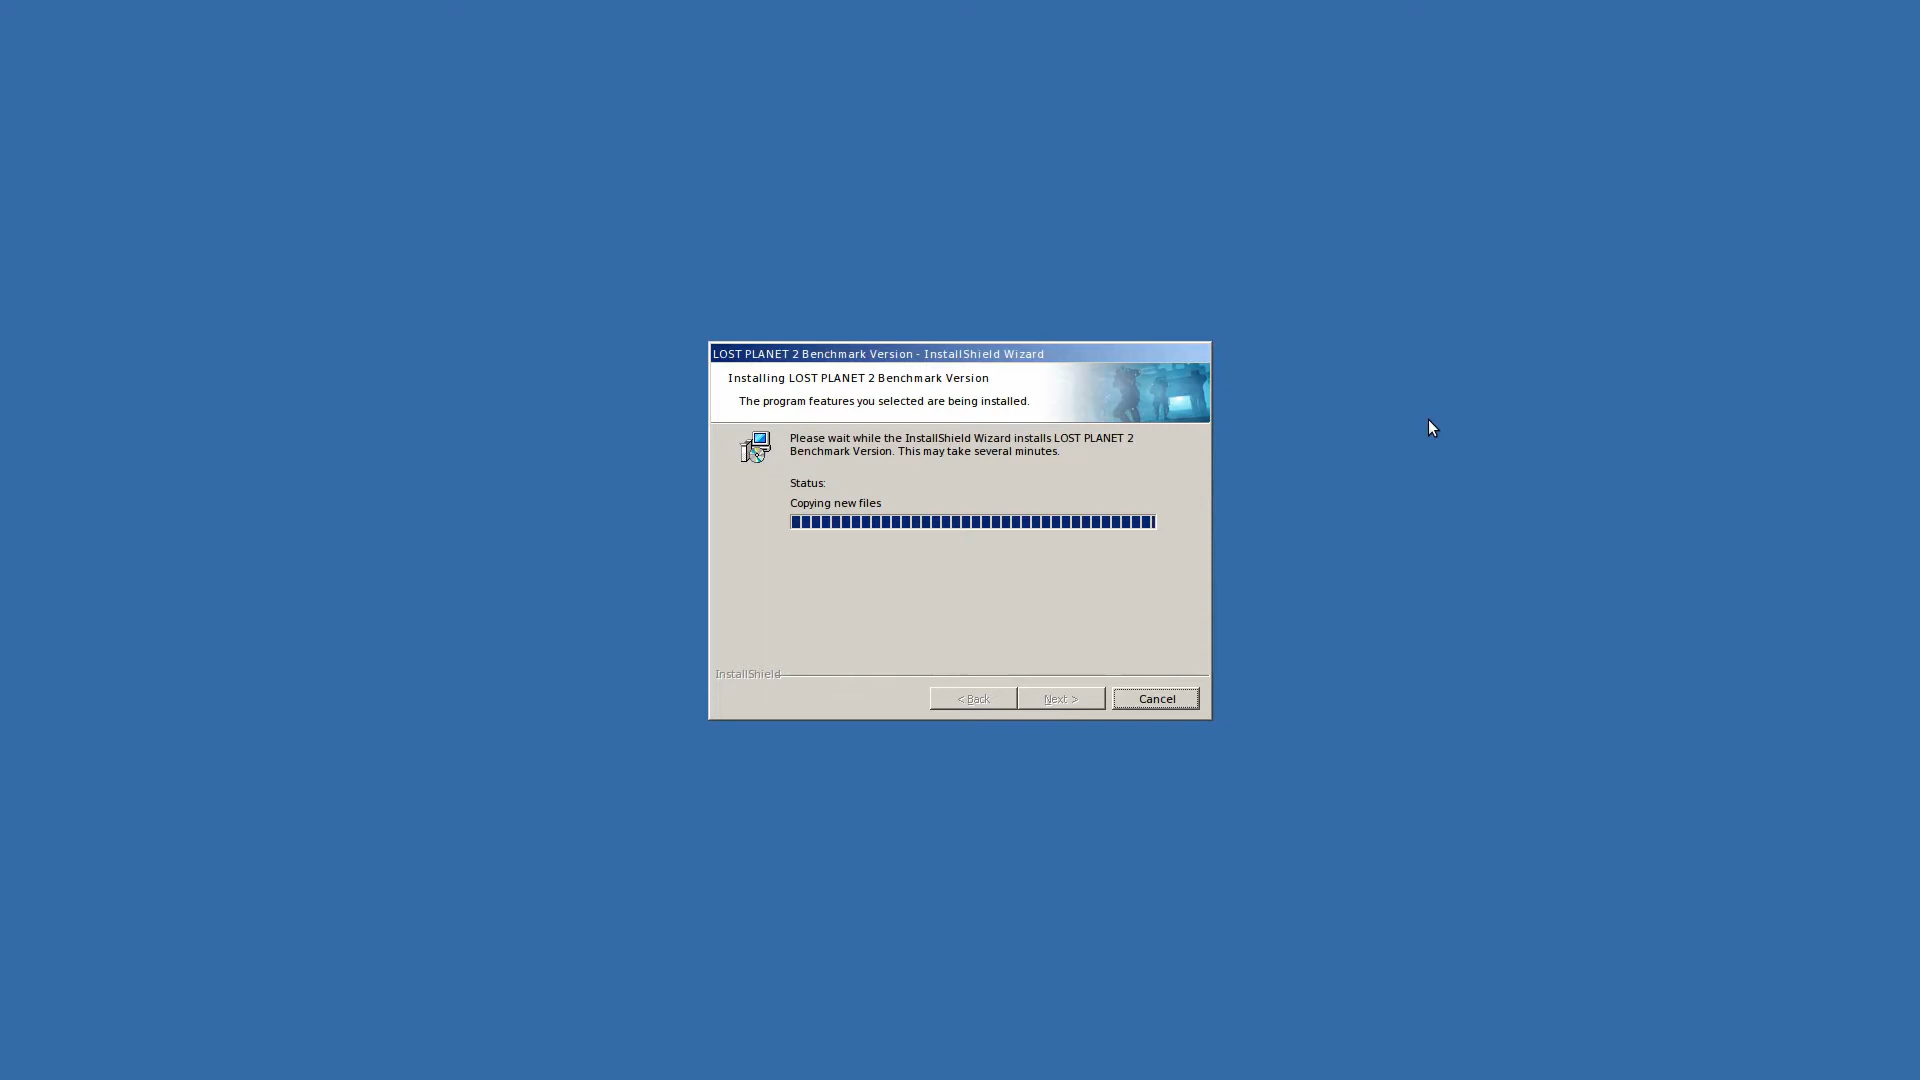 LOST PLANET 2 Benchmark Version - InstallShield Wizard
Installing LOST PLANET 2 Benchmark Version
The program features you selected are being installed.
Please wait while the InstallShield Wizard installs LOST PLANET 2
Benchmark Version. This may take several minutes.
Status:
Copying new files
InstallShield
< Back
Next >
Cancel